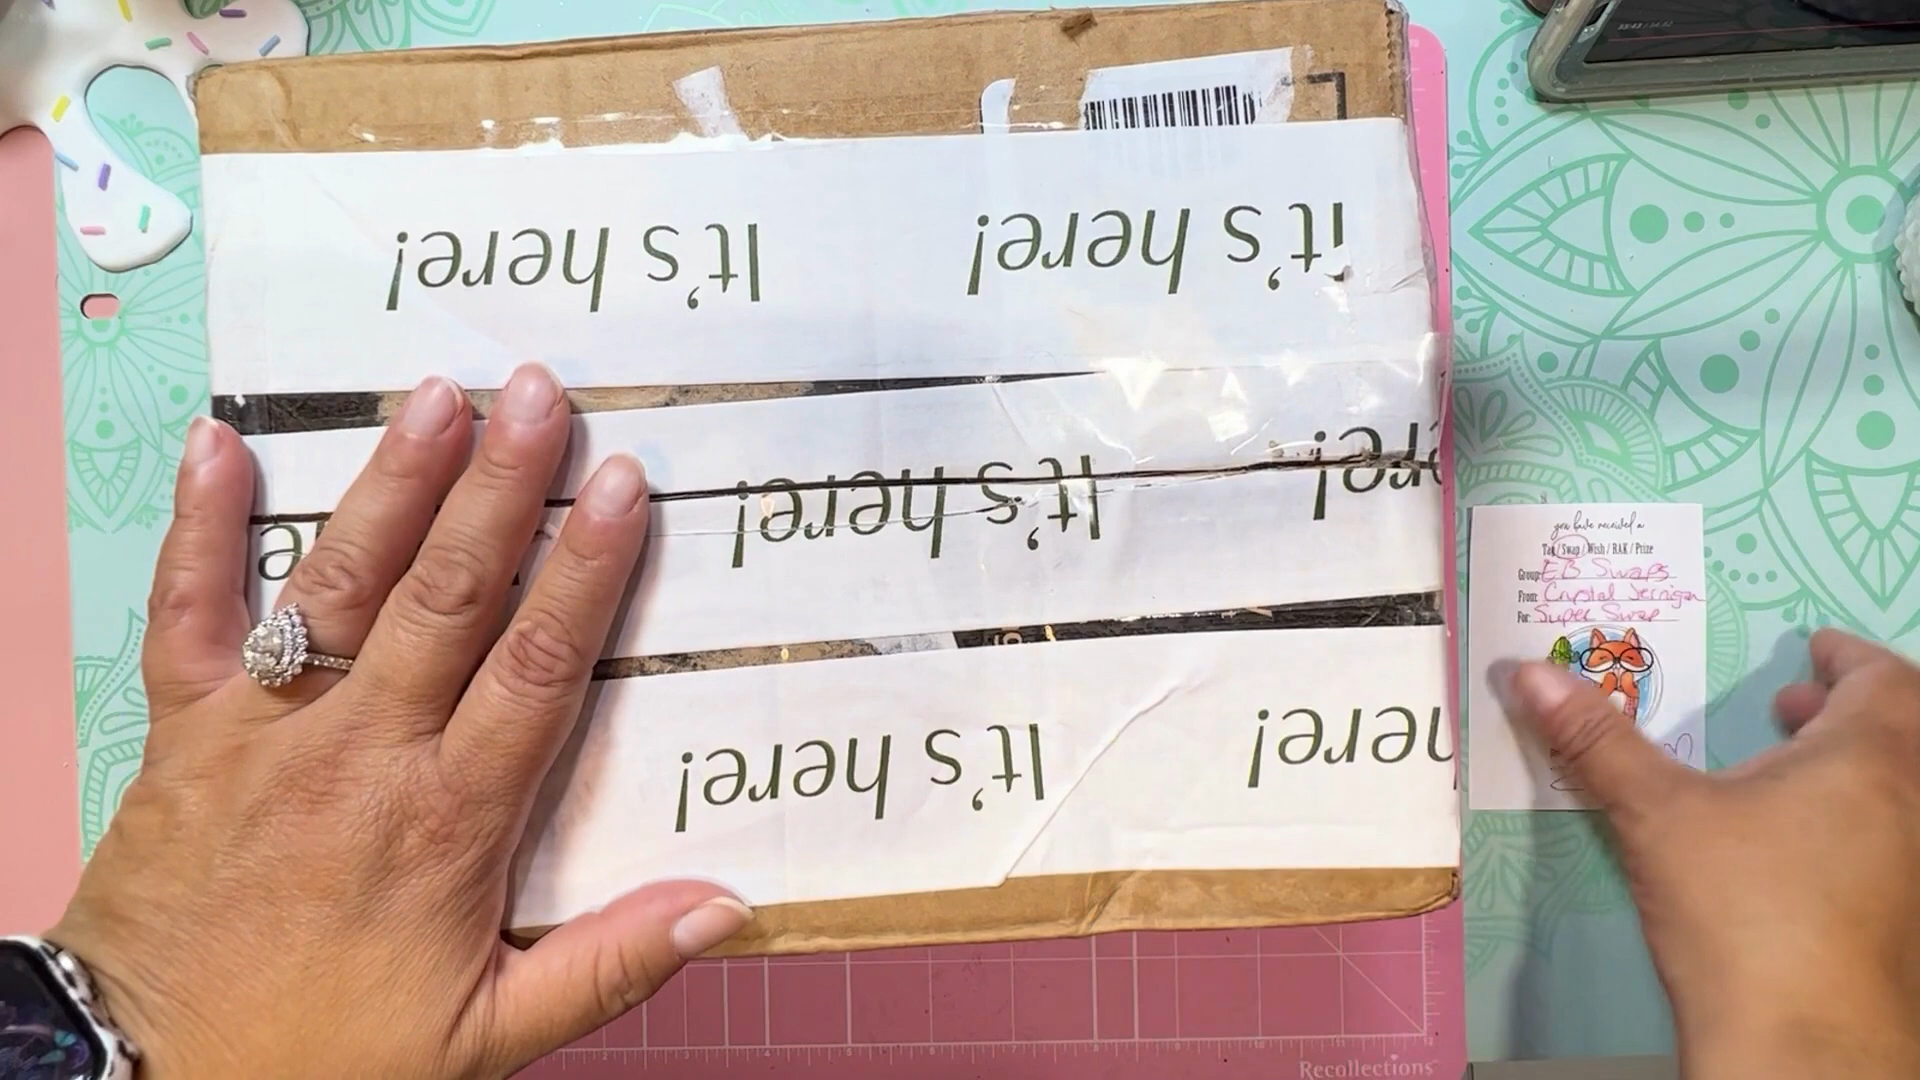 It's here! it's here!
It's here!
It's here! here!
you have received a
Tag / Swap / Wish / RAK / Prize
Group: EB Swaps
From: Crystal Jernigan
For: Super Swap
Recollections